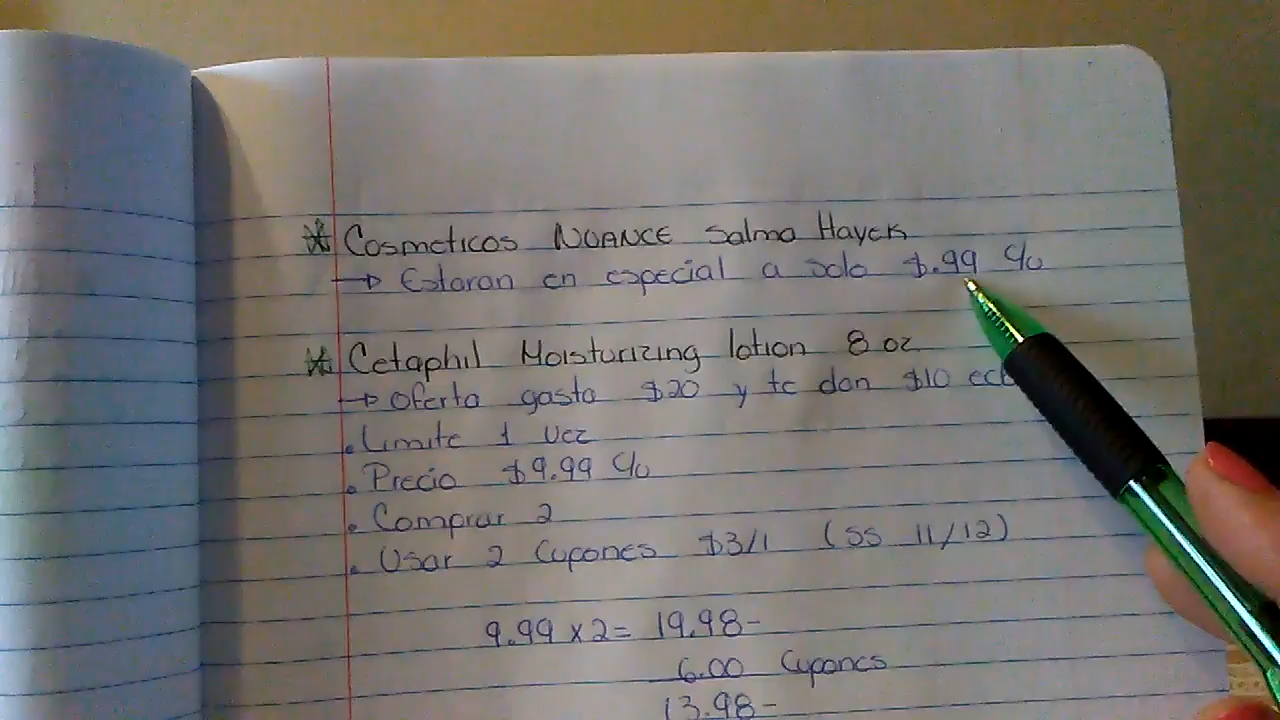 * Cosmeticos NUANCE Salma Hayek
→ Estaran en especial a solo $.99 c/u
* Cetaphil Moisturizing lotion 8 oz
→ Oferta gasta $20 y te dan $10 ecb
. Limite 1 vez
. Precio $9.99 c/u
. Comprar 2
. Usar 2 Cupones $3/1 (SS 11/12)
9.99 x 2 = 19.98-
6.00 Cupones
13.98-